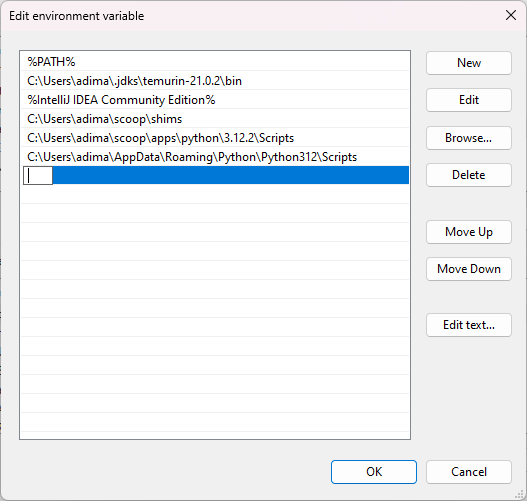 Edit environment variable
%PATH%
C:\Users\adima\.jdks\temurin-21.0.2\bin
%IntelliJ IDEA Community Edition%
C:\Users\adima\scoop\shims
C:\Users\adima\scoop\apps\python\3.12.2\Scripts
C:\Users\adima\AppData\Roaming\Python\Python312\Scripts
New
Edit
Browse...
Delete
Move Up
Move Down
Edit text...
OK
Cancel